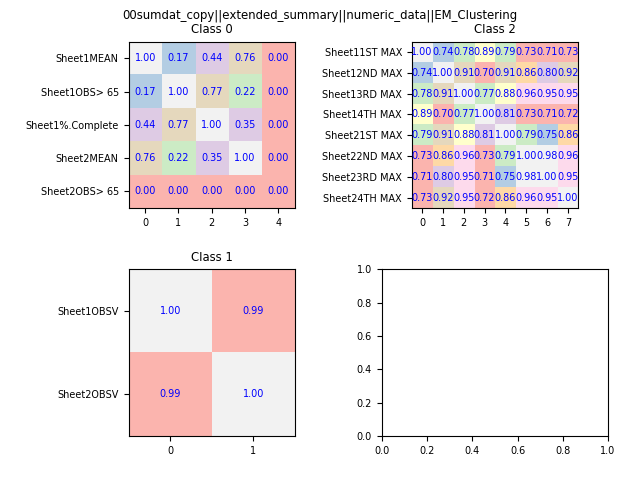 00sumdat_copy||extended_summary||numeric_data||EM_Clustering
Class 0
Sheet1MEAN 1.00 0.17 0.44 0.76 0.00
Sheet1OBS> 65 0.17 1.00 0.77 0.22 0.00
Sheet1%.Complete 0.44 0.77 1.00 0.35 0.00
Sheet2MEAN 0.76 0.22 0.35 1.00 0.00
Sheet2OBS> 65 0.00 0.00 0.00 0.00 0.00
0 1 2 3 4
Class 2
Sheet11ST MAX 1.00 0.74 0.78 0.89 0.79 0.73 0.71 0.73
Sheet12ND MAX 0.74 1.00 0.91 0.70 0.91 0.86 0.80 0.92
Sheet13RD MAX 0.78 0.91 1.00 0.77 0.88 0.96 0.95 0.95
Sheet14TH MAX 0.89 0.70 0.77 1.00 0.81 0.73 0.71 0.72
Sheet21ST MAX 0.79 0.91 0.88 0.81 1.00 0.79 0.75 0.86
Sheet22ND MAX 0.73 0.86 0.96 0.73 0.79 1.00 0.98 0.96
Sheet23RD MAX 0.71 0.80 0.95 0.71 0.75 0.98 1.00 0.95
Sheet24TH MAX 0.73 0.92 0.95 0.72 0.86 0.96 0.95 1.00
0 1 2 3 4 5 6 7
Class 1
Sheet1OBSV 1.00 0.99
Sheet2OBSV 0.99 1.00
0 1
1.0
0.8
0.6
0.4
0.2
0.0
0.0 0.2 0.4 0.6 0.8 1.0